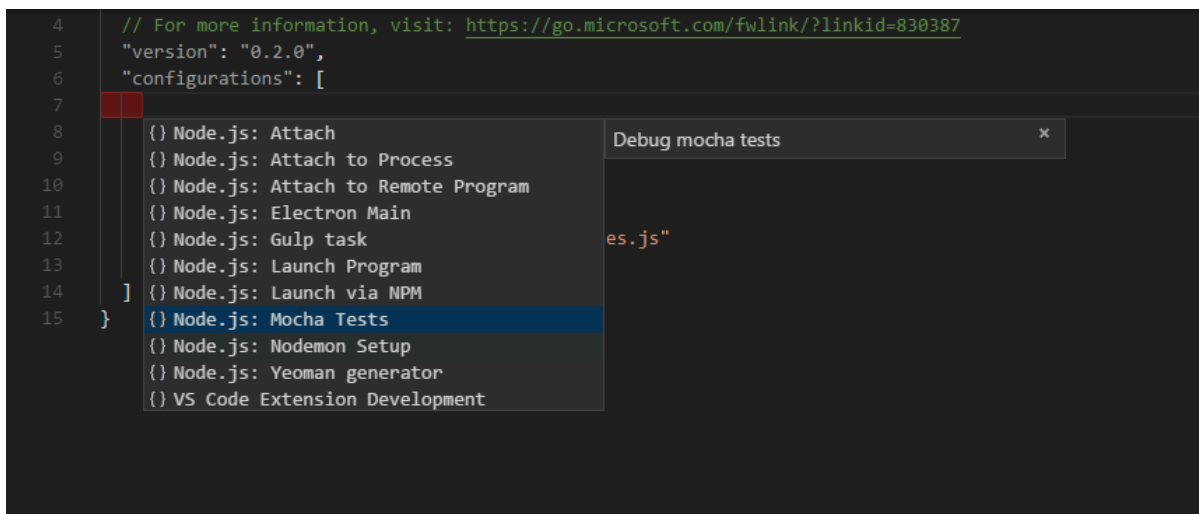 4 // For more information, visit: https://go.microsoft.com/fwlink/?linkid=830387
5 "version": "0.2.0",
6 "configurations": [
7
8 {} Node.js: Attach Debug mocha tests ×
9 {} Node.js: Attach to Process
10 {} Node.js: Attach to Remote Program
11 {} Node.js: Electron Main
12 {} Node.js: Gulp task es.js"
13 {} Node.js: Launch Program
14 ] {} Node.js: Launch via NPM
15 } {} Node.js: Mocha Tests
{} Node.js: Nodemon Setup
{} Node.js: Yeoman generator
{} VS Code Extension Development